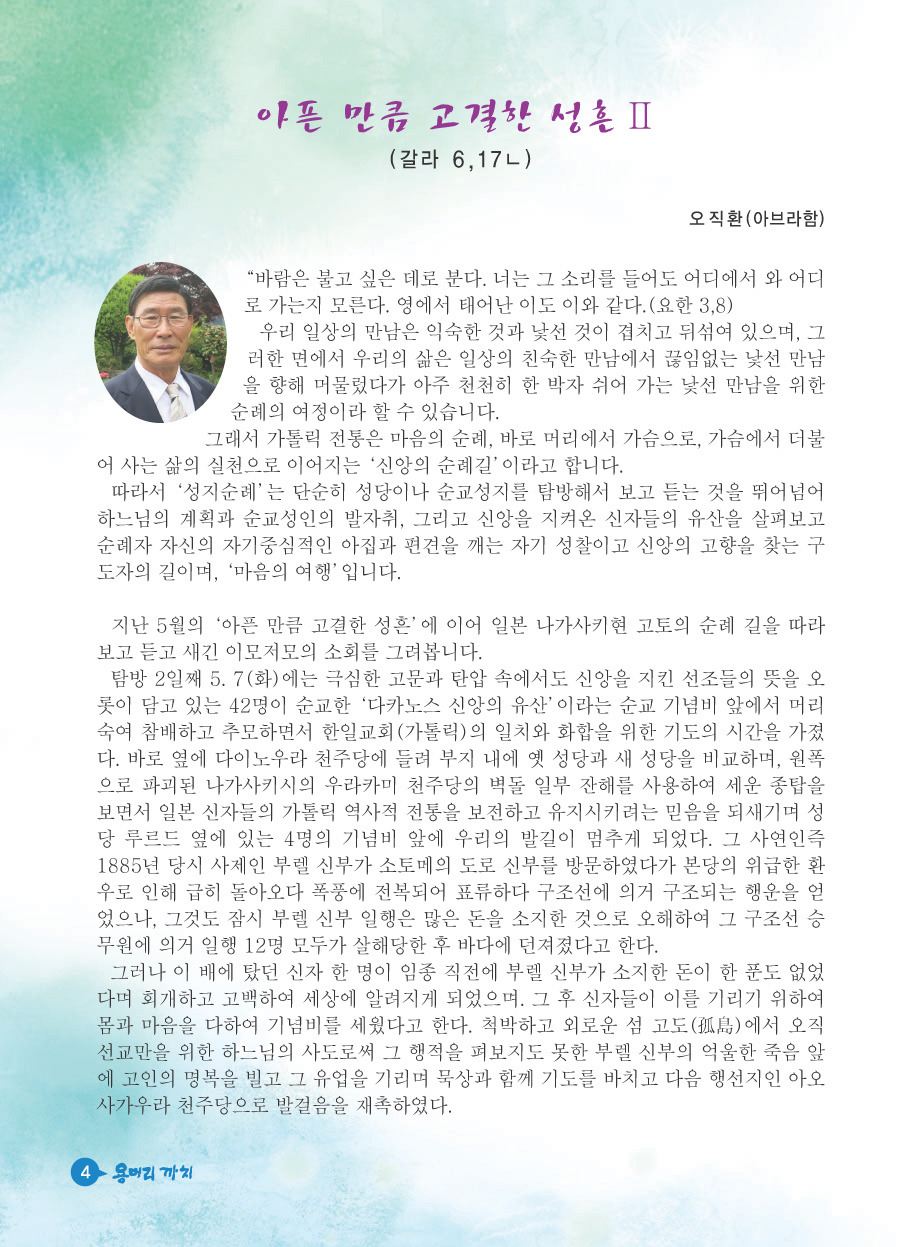 아픈 만큼 고결한 성흔 Ⅱ
(갈라 6,17ㄴ)
오직환(아브라함)
“바람은 불고 싶은 데로 분다. 너는 그 소리를 들어도 어디에서 와 어디
로 가는지 모른다. 영에서 태어난 이도 이와 같다.(요한 3,8)
우리 일상의 만남은 익숙한 것과 낯선 것이 겹치고 뒤섞여 있으며, 그
러한 면에서 우리의 삶은 일상의 친숙한 만남에서 끊임없는 낯선 만남
을 향해 머물렀다가 아주 천천히 한 박자 쉬어 가는 낯선 만남을 위한
순례의 여정이라 할 수 있습니다.
그래서 가톨릭 전통은 마음의 순례, 바로 머리에서 가슴으로, 가슴에서 더불
어 사는 삶의 실천으로 이어지는 ‘신앙의 순례길’이라고 합니다.
따라서 ‘성지순례’는 단순히 성당이나 순교성지를 탐방해서 보고 듣는 것을 뛰어넘어
하느님의 계획과 순교성인의 발자취, 그리고 신앙을 지켜온 신자들의 유산을 살펴보고
순례자 자신의 자기중심적인 아집과 편견을 깨는 자기 성찰이고 신앙의 고향을 찾는 구
도자의 길이며, ‘마음의 여행’입니다.
지난 5월의 ‘아픈 만큼 고결한 성흔’에 이어 일본 나가사키현 고토의 순례 길을 따라
보고 듣고 새긴 이모저모의 소회를 그려봅니다.
탐방 2일째 5. 7(화)에는 극심한 고문과 탄압 속에서도 신앙을 지킨 선조들의 뜻을 오
롯이 담고 있는 42명이 순교한 ‘다카노스 신앙의 유산’이라는 순교 기념비 앞에서 머리
숙여 참배하고 추모하면서 한일교회(가톨릭)의 일치와 화합을 위한 기도의 시간을 가졌
다. 바로 옆에 다이노우라 천주당에 들려 부지 내에 옛 성당과 새 성당을 비교하며, 원폭
으로 파괴된 나가사키시의 우라카미 천주당의 벽돌 일부 잔해를 사용하여 세운 종탑을
보면서 일본 신자들의 가톨릭 역사적 전통을 보전하고 유지시키려는 믿음을 되새기며 성
당 루르드 옆에 있는 4명의 기념비 앞에 우리의 발길이 멈추게 되었다. 그 사연인즉
1885년 당시 사제인 부렐 신부가 소토메의 도로 신부를 방문하였다가 본당의 위급한 환
우로 인해 급히 돌아오다 폭풍에 전복되어 표류하다 구조선에 의거 구조되는 행운을 얻
었으나, 그것도 잠시 부렐 신부 일행은 많은 돈을 소지한 것으로 오해하여 그 구조선 승
무원에 의거 일행 12명 모두가 살해당한 후 바다에 던져졌다고 한다.
그러나 이 배에 탔던 신자 한 명이 임종 직전에 부렐 신부가 소지한 돈이 한 푼도 없었
다며 회개하고 고백하여 세상에 알려지게 되었으며. 그 후 신자들이 이를 기리기 위하여
몸과 마음을 다하여 기념비를 세웠다고 한다. 척박하고 외로운 섬 고도(孤島)에서 오직
선교만을 위한 하느님의 사도로써 그 행적을 펴보지도 못한 부렐 신부의 억울한 죽음 앞
에 고인의 명복을 빌고 그 유업을 기리며 묵상과 함께 기도를 바치고 다음 행선지인 아오
사가우라 천주당으로 발걸음을 재촉하였다.
4 용머리 까치